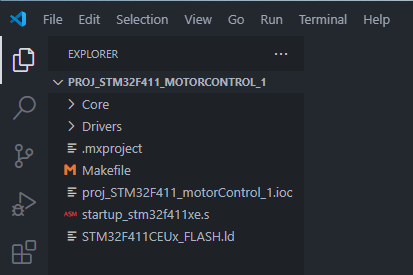 File Edit Selection View Go Run Terminal Help
EXPLORER ...
PROJ_STM32F411_MOTORCONTROL_1
Core
Drivers
.mxproject
M Makefile
proj_STM32F411_motorControl_1.ioc
ASM startup_stm32f411xe.s
STM32F411CEUx_FLASH.ld